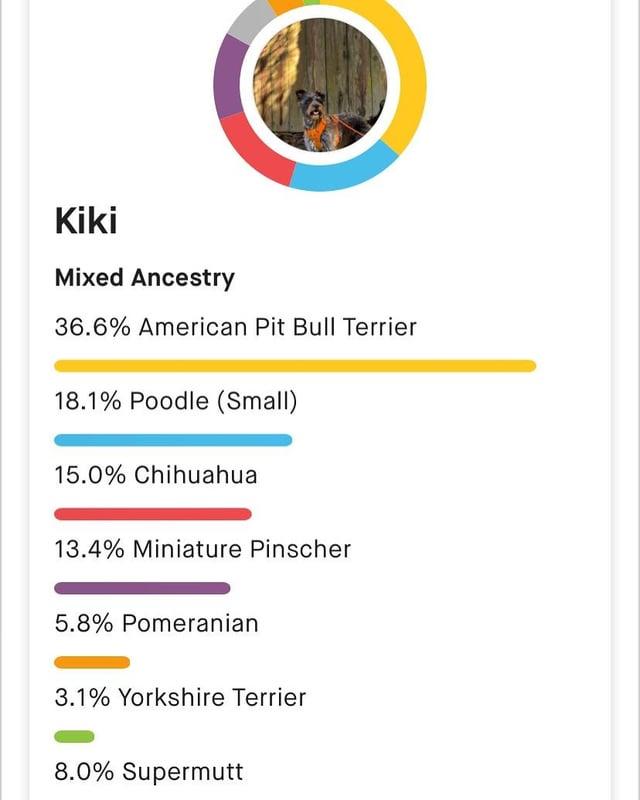 Kiki
Mixed Ancestry
36.6% American Pit Bull Terrier
18.1% Poodle (Small)
15.0% Chihuahua
13.4% Miniature Pinscher
5.8% Pomeranian
3.1% Yorkshire Terrier
8.0% Supermutt